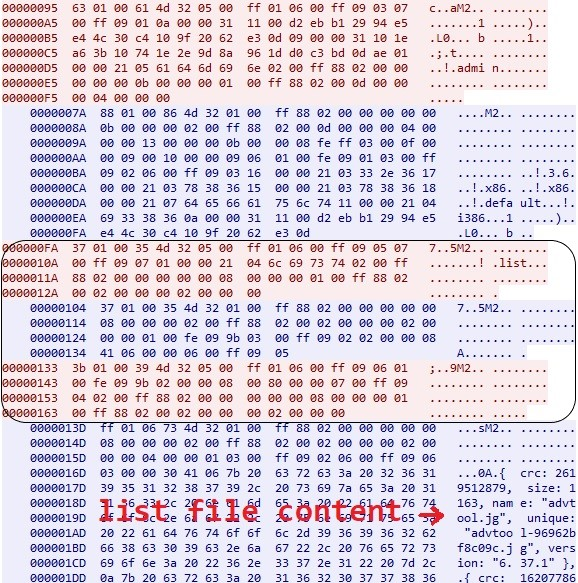 00000095 63 01 00 61 4d 32 05 00 ff 01 06 00 ff 09 03 07 c..aM2.. ........
000000A5 00 ff 09 01 0a 00 00 31 11 00 d2 eb b1 29 94 e5 .......1 .....)..
000000B5 e4 4c 30 c4 10 9f 20 62 e3 0d 09 00 00 31 10 1e .L0... b .....1..
000000C5 a6 3b 10 74 1e 2e 9d 8a 96 1d d0 c3 bd 0d ae 01 .;.t.... ........
000000D5 00 00 21 05 61 64 6d 69 6e 02 00 ff 88 02 00 00 ..!.admi n.......
000000E5 00 00 00 0b 00 00 00 01 00 ff 88 02 00 0d 00 00 ........ ........
000000F5 00 04 00 00 00 .....
0000007A 88 01 00 86 4d 32 01 00 ff 88 02 00 00 00 00 00 ....M2.. ........
0000008A 0b 00 00 00 02 00 ff 88 02 00 0d 00 00 00 04 00 ........ ........
0000009A 00 00 13 00 00 00 0b 00 00 08 fe ff 03 00 0f 00 ........ ........
000000AA 00 09 00 10 00 00 09 06 01 00 fe 09 01 03 00 ff ........ ........
000000BA 09 02 06 00 ff 09 03 16 00 00 21 03 33 2e 36 17 ........ ..!.3.6.
000000CA 00 00 21 03 78 38 36 15 00 00 21 03 78 38 36 18 ..!.x86. ..!.x86.
000000DA 00 00 21 07 64 65 66 61 75 6c 74 11 00 00 21 04 ..!.defa ult...!.
000000EA 69 33 38 36 0a 00 00 31 11 00 d2 eb b1 29 94 e5 i386...1 .....)..
000000FA e4 4c 30 c4 10 9f 20 62 e3 0d .L0... b ..
000000FA 37 01 00 35 4d 32 05 00 ff 01 06 00 ff 09 05 07 7..5M2.. ........
0000010A 00 ff 09 07 01 00 00 21 04 6c 69 73 74 02 00 ff .......! .list...
0000011A 88 02 00 00 00 00 00 08 00 00 00 01 00 ff 88 02 ........ ........
0000012A 00 02 00 00 00 02 00 00 00 ........ .
00000104 37 01 00 35 4d 32 01 00 ff 88 02 00 00 00 00 00 7..5M2.. ........
00000114 08 00 00 00 02 00 ff 88 02 00 02 00 00 00 02 00 ........ ........
00000124 00 00 01 00 fe 09 9b 03 00 ff 09 02 02 00 00 08 ........ ........
00000134 41 06 00 00 06 00 ff 09 05 A....... .
00000133 3b 01 00 39 4d 32 05 00 ff 01 06 00 ff 09 06 01 ;..9M2.. ........
00000143 00 fe 09 9b 02 00 00 08 00 80 00 00 07 00 ff 09 ........ ........
00000153 04 02 00 ff 88 02 00 00 00 00 00 08 00 00 00 01 ........ ........
00000163 00 ff 88 02 00 02 00 00 00 02 00 00 00 ........ .....
0000013D ff 01 06 73 4d 32 01 00 ff 88 02 00 00 00 00 00 ...sM2.. ........
0000014D 08 00 00 00 02 00 ff 88 02 00 02 00 00 00 02 00 ........ ........
0000015D 00 00 04 00 00 01 03 00 ff 09 02 06 00 ff 09 06 ........ ........
0000016D 03 00 00 30 41 06 7b 20 63 72 63 3a 20 32 36 31 ...0A.{ crc: 261
0000017D 39 35 31 32 38 37 39 2c 20 73 69 7a 65 3a 20 31 9512879, size: 1
163, nam e: "advt
list file content →
ool.jg", unique:
000001AD 20 22 61 64 76 74 6f 6f 6c 2d 39 36 39 36 32 62 "advtoo l-96962b
000001BD 66 38 63 30 39 63 2e 6a 67 22 2c 20 76 65 72 73 f8c09c.j g", vers
000001CD 69 6f 6e 3a 20 22 36 2e 33 37 2e 31 22 20 7d 2c ion: "6. 37.1" },
000001DD 0a 7b 20 63 72 63 3a 20 31 36 32 30 37 37 38 36 .{ crc: 16207786